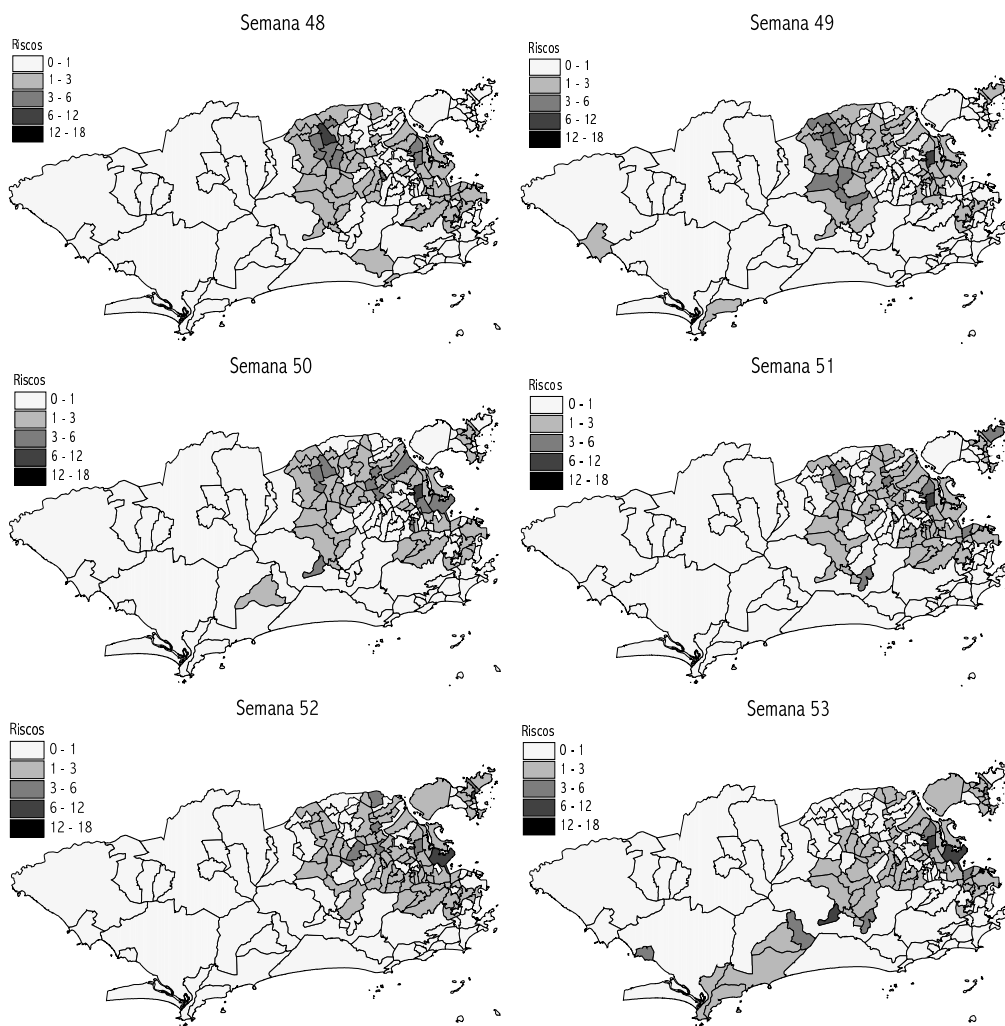 Semana 48
Riscos
0 - 1
1 - 3
3 - 6
6 - 12
12 - 18
Semana 49
Riscos
0 - 1
1 - 3
3 - 6
6 - 12
12 - 18
Semana 50
Riscos
0 - 1
1 - 3
3 - 6
6 - 12
12 - 18
Semana 51
Riscos
0 - 1
1 - 3
3 - 6
6 - 12
12 - 18
Semana 52
Riscos
0 - 1
1 - 3
3 - 6
6 - 12
12 - 18
Semana 53
Riscos
0 - 1
1 - 3
3 - 6
6 - 12
12 - 18